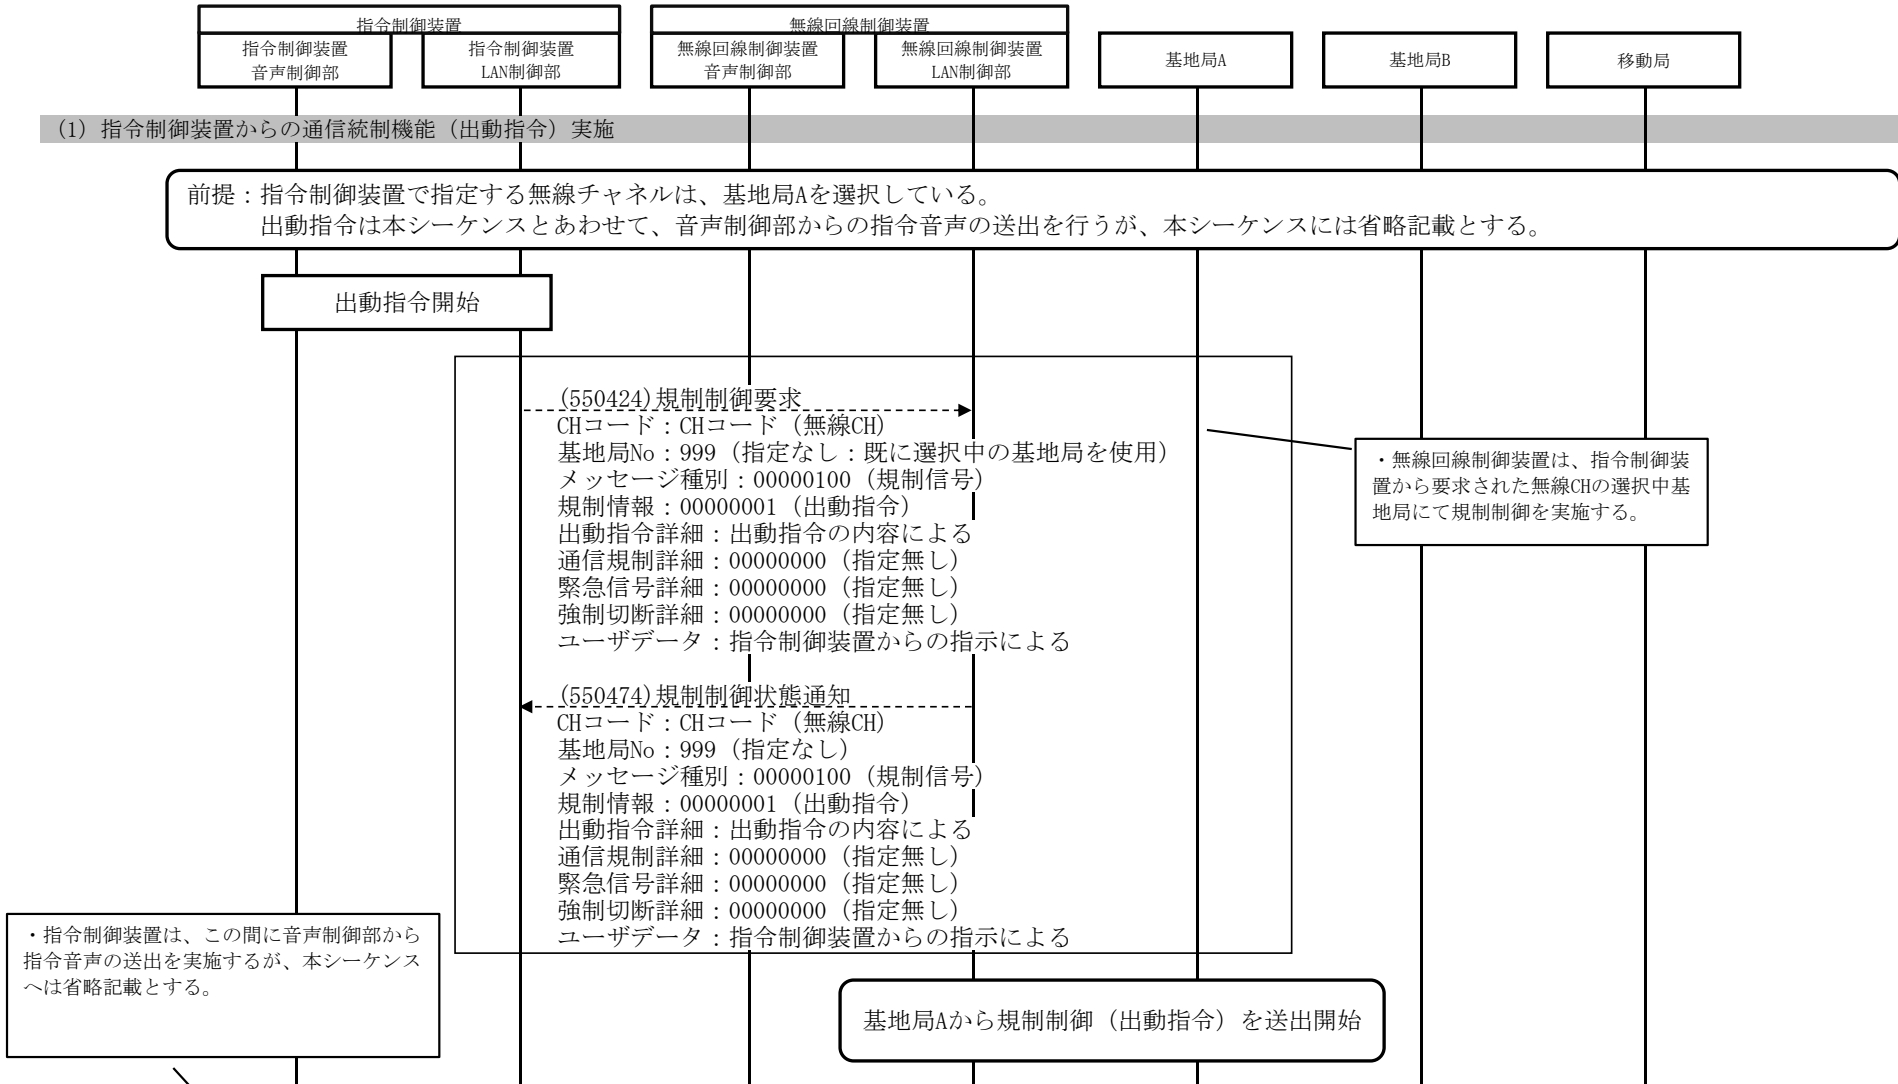 指令制御装置
無線回線制御装置
指令制御装置
音声制御部
指令制御装置
LAN制御部
無線回線制御装置
音声制御部
無線回線制御装置
LAN制御部
基地局A
基地局B
移動局
(1) 指令制御装置からの通信統制機能（出動指令）実施
前提：指令制御装置で指定する無線チャネルは、基地局Aを選択している。
出動指令は本シーケンスとあわせて、音声制御部からの指令音声の送出を行うが、本シーケンスには省略記載とする。
出動指令開始
(550424)規制制御要求
CHコード：CHコード（無線CH）
基地局No：999（指定なし：既に選択中の基地局を使用）
メッセージ種別：00000100（規制信号）
規制情報：00000001（出動指令）
出動指令詳細：出動指令の内容による
通信規制詳細：00000000（指定無し）
緊急信号詳細：00000000（指定無し）
強制切断詳細：00000000（指定無し）
ユーザデータ：指令制御装置からの指示による
・無線回線制御装置は、指令制御装
置から要求された無線CHの選択中基
地局にて規制制御を実施する。
(550474)規制制御状態通知
CHコード：CHコード（無線CH）
基地局No：999（指定なし）
メッセージ種別：00000100（規制信号）
規制情報：00000001（出動指令）
出動指令詳細：出動指令の内容による
通信規制詳細：00000000（指定無し）
緊急信号詳細：00000000（指定無し）
強制切断詳細：00000000（指定無し）
ユーザデータ：指令制御装置からの指示による
・指令制御装置は、この間に音声制御部から
指令音声の送出を実施するが、本シーケンス
へは省略記載とする。
基地局Aから規制制御（出動指令）を送出開始